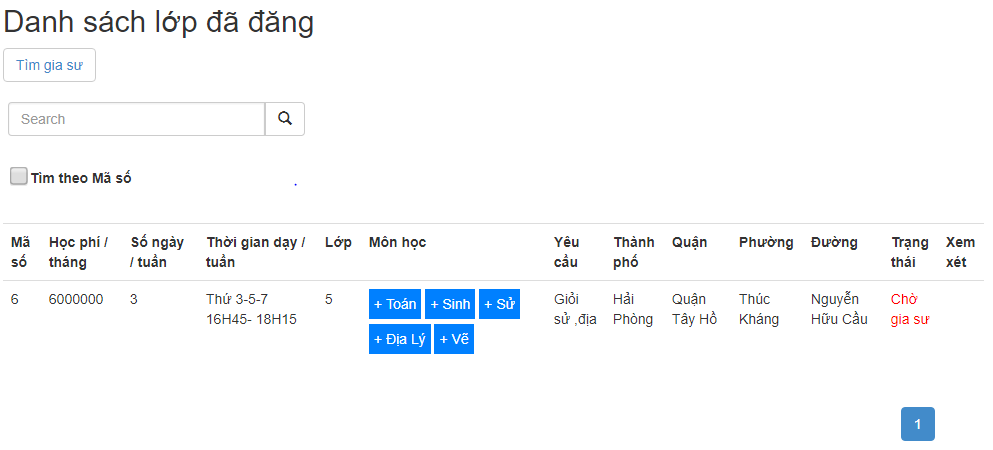 Danh sách lớp đã đăng
Tìm gia sư
Search
Tìm theo Mã số
Mã số
Học phí / tháng
Số ngày / tuần
Thời gian dạy / tuần
Lớp
Môn học
Yêu cầu
Thành phố
Quận
Phường
Đường
Trạng thái
Xem xét
6
6000000
3
Thứ 3-5-7
16H45- 18H15
5
+ Toán + Sinh + Sử
+ Địa Lý + Vẽ
Giỏi sử ,địa
Hải Phòng
Quận Tây Hồ
Thúc Kháng
Nguyễn Hữu Cầu
Chờ gia sư
1